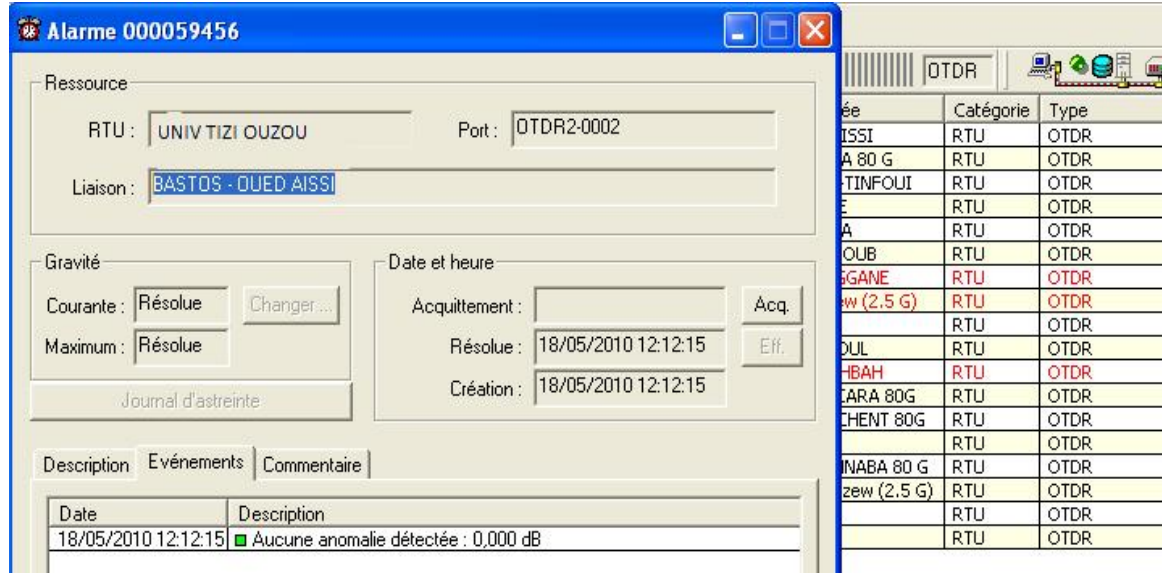 Alarme 000059456
Ressource
RTU : UNIV TIZI OUZOU
Port : OTDR2-0002
Liaison : BASTOS - OUED AISSI
Gravité
Courante : Résolue Changer ...
Maximum : Résolue
Journal d'astreinte
Date et heure
Acquittement : Acq.
Résolue : 18/05/2010 12:12:15 Eff.
Création : 18/05/2010 12:12:15
Description Evénements Commentaire
Date Description
18/05/2010 12:12:15 Aucune anomalie détectée : 0,000 dB
OTDR
ée Catégorie Type
ISSI RTU OTDR
A 80 G RTU OTDR
-TINFOUI RTU OTDR
E RTU OTDR
A RTU OTDR
OUB RTU OTDR
GGANE RTU OTDR
ew (2.5 G) RTU OTDR
RTU OTDR
OUL RTU OTDR
HBAH RTU OTDR
CARA 80G RTU OTDR
CHENT 80G RTU OTDR
RTU OTDR
NNABA 80 G RTU OTDR
zew (2.5 G) RTU OTDR
RTU OTDR
RTU OTDR